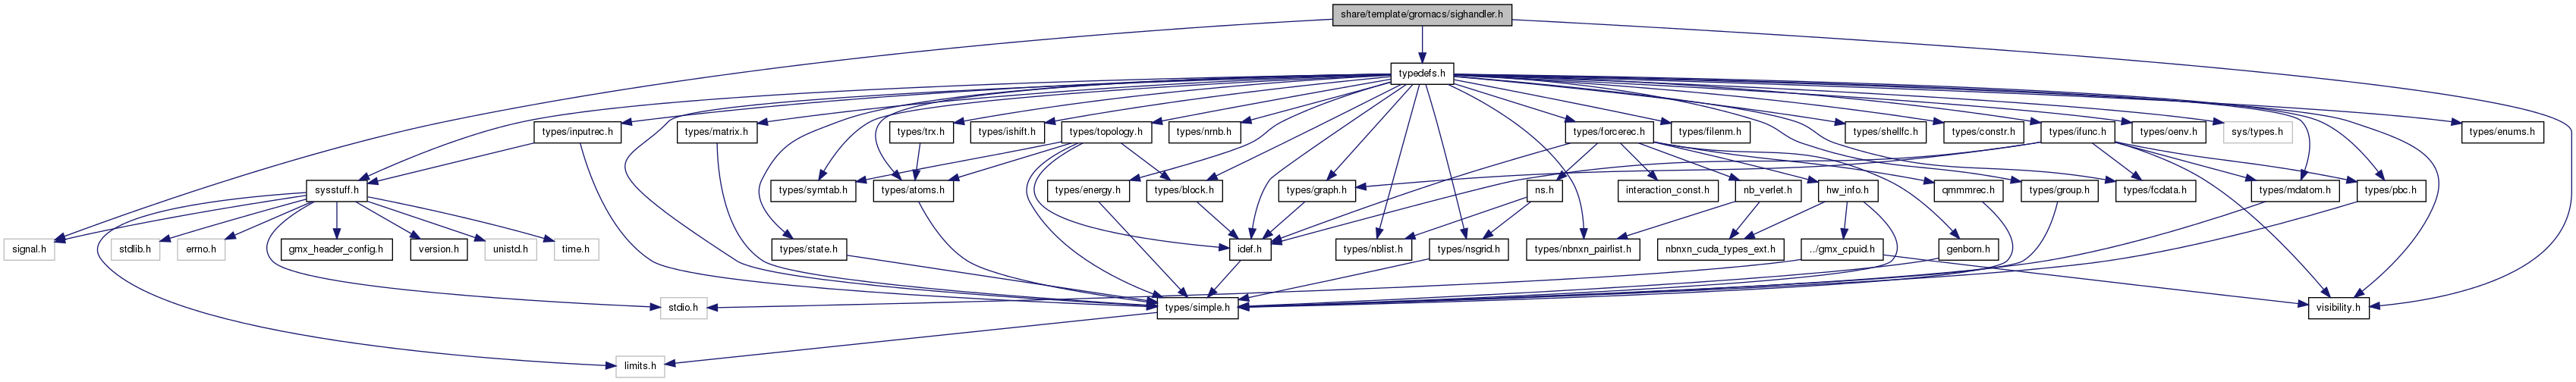 share/template/gromacs/sighandler.h
typedefs.h
types/inputrec.h
types/matrix.h
types/trx.h
types/ishift.h
types/topology.h
types/nrnb.h
types/forcerec.h
types/filenm.h
types/shellfc.h
types/constr.h
types/ifunc.h
types/oenv.h
sys/types.h
types/enums.h
sysstuff.h
types/symtab.h
types/atoms.h
types/energy.h
types/block.h
types/graph.h
ns.h
interaction_const.h
nb_verlet.h
hw_info.h
qmmmrec.h
types/group.h
types/fcdata.h
types/mdatom.h
types/pbc.h
signal.h
stdlib.h
errno.h
gmx_header_config.h
version.h
unistd.h
time.h
types/state.h
idef.h
types/nblist.h
types/nsgrid.h
types/nbnxn_pairlist.h
nbnxn_cuda_types_ext.h
../gmx_cpuid.h
genborn.h
stdio.h
types/simple.h
visibility.h
limits.h